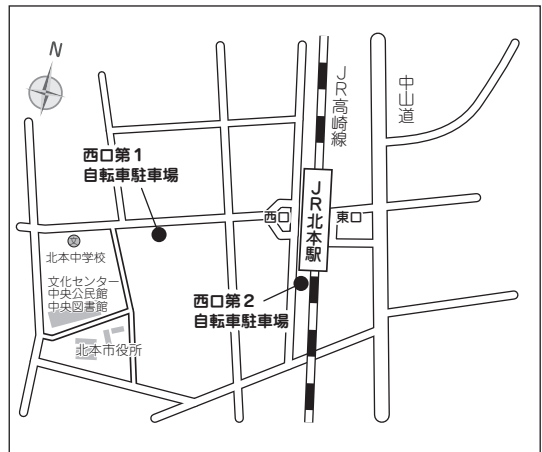 N
JR高崎線
中山道
西口第1
自転車駐車場
西口
JR北本駅
東口
文
北本中学校
文化センター
中央公民館
中央図書館
西口第2
自転車駐車場
北本市役所